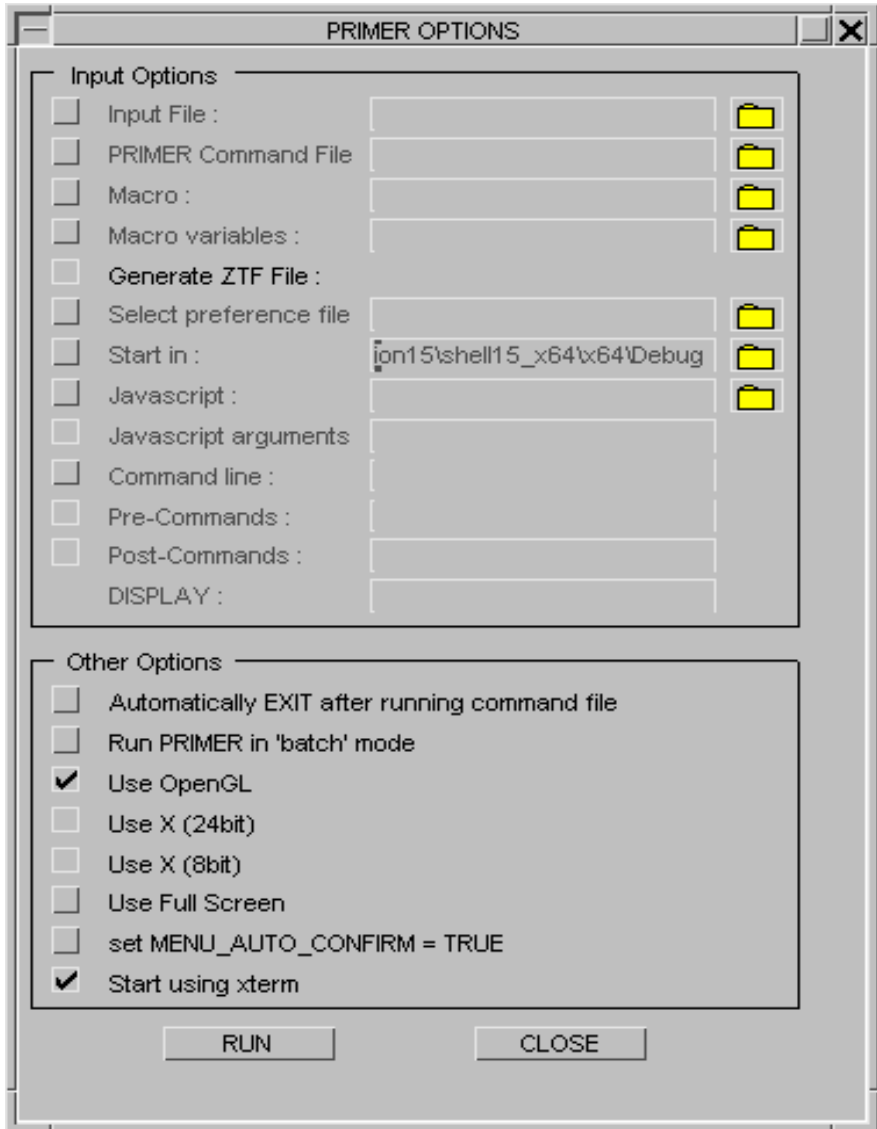 PRIMER OPTIONS
Input Options
Input File :
PRIMER Command File
Macro :
Macro variables :
Generate ZTF File :
Select preference file
Start in : ion15\shell15_x64\x64\Debug
Javascript :
Javascript arguments
Command line :
Pre-Commands :
Post-Commands :
DISPLAY :
Other Options
Automatically EXIT after running command file
Run PRIMER in 'batch' mode
Use OpenGL
Use X (24bit)
Use X (8bit)
Use Full Screen
set MENU_AUTO_CONFIRM = TRUE
Start using xterm
RUN CLOSE